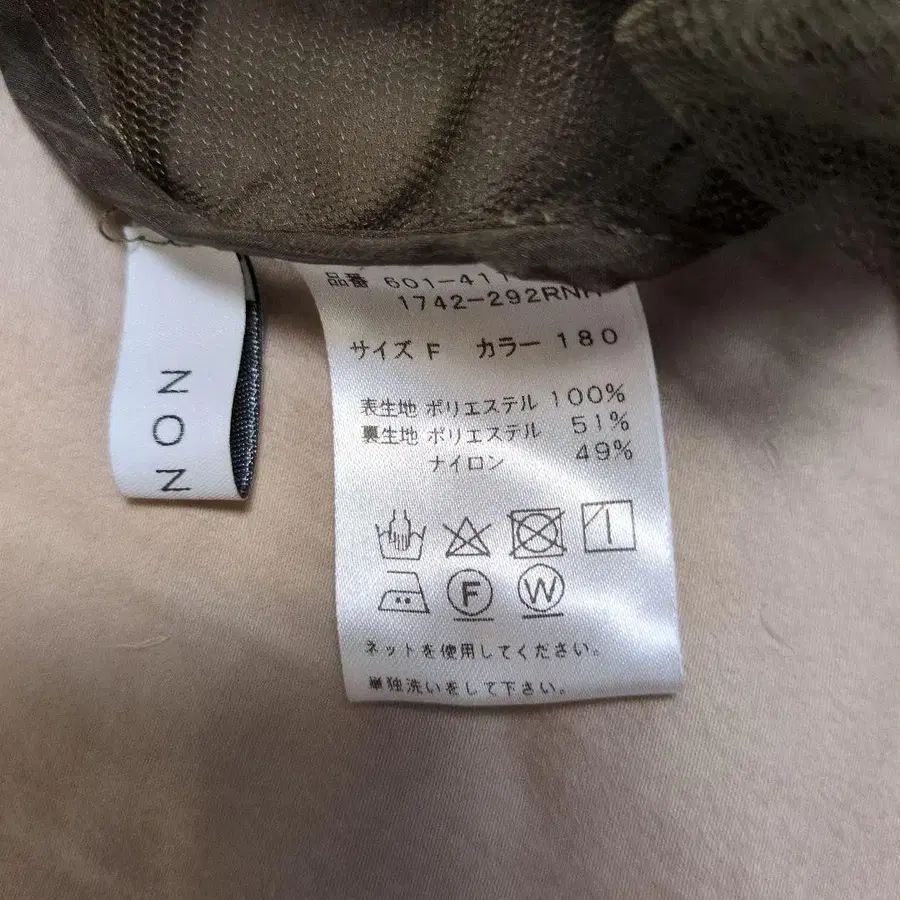 NON
品番 601-411
1742-292RNH
サイズ F カラー 180
表生地 ポリエステル 100%
裏生地 ポリエステル 51%
ナイロン 49%
F W
ネットを使用してください。
単独洗いをして下さい。